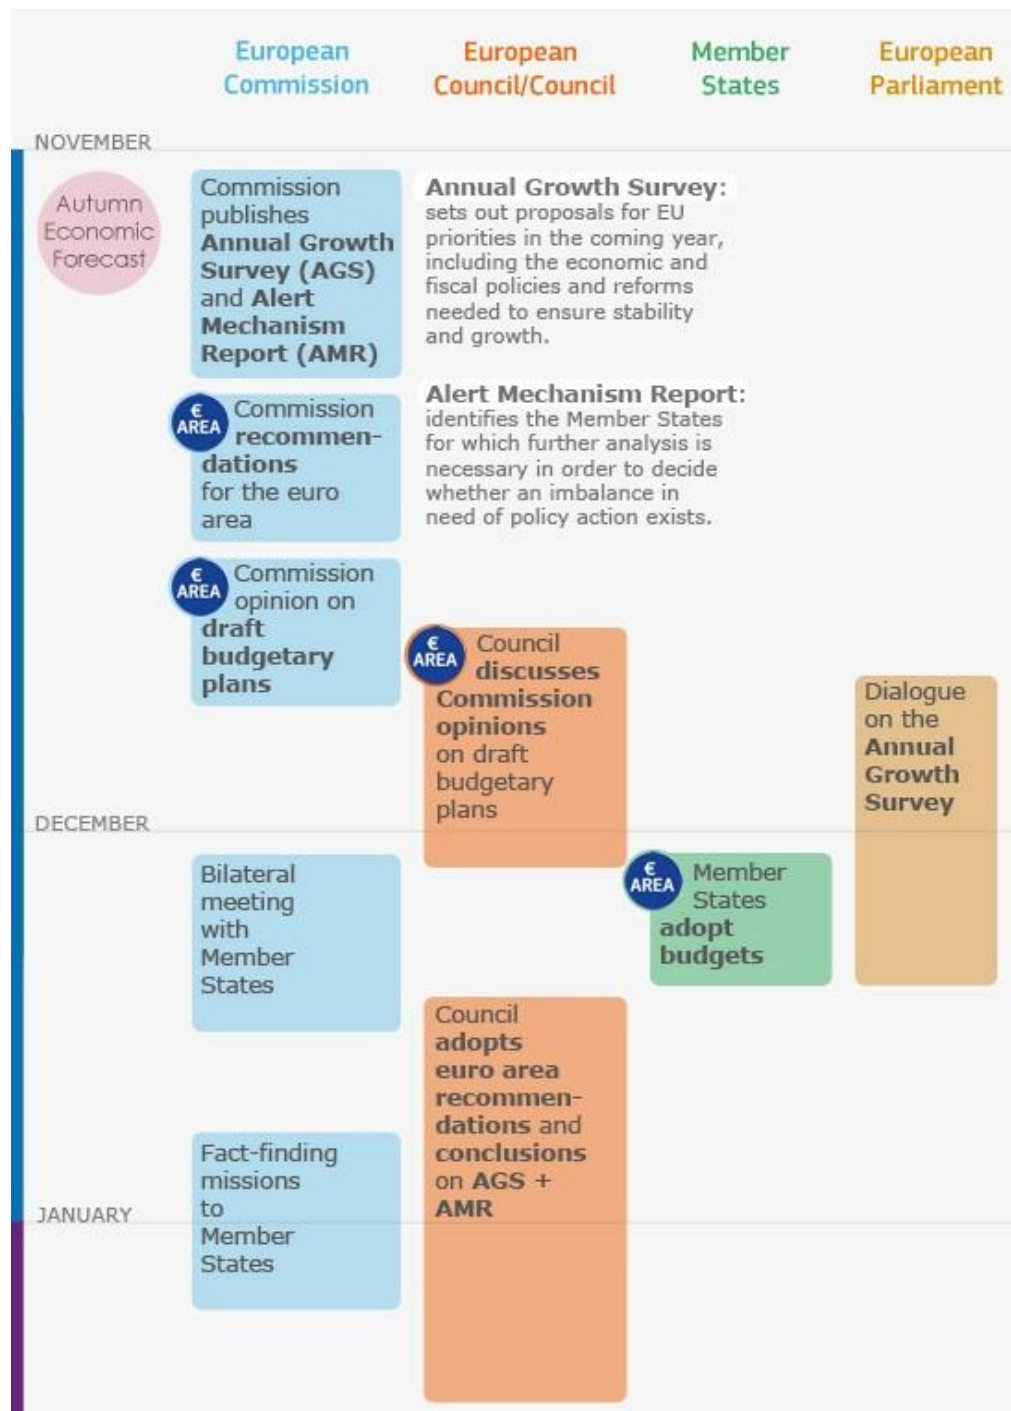 European
Commission
European
Council/Council
Member
States
European
Parliament
NOVEMBER
Autumn
Economic
Forecast
Commission
publishes
Annual Growth
Survey (AGS)
and Alert
Mechanism
Report (AMR)
Annual Growth Survey:
sets out proposals for EU
priorities in the coming year,
including the economic and
fiscal policies and reforms
needed to ensure stability
and growth.
€
AREA
Commission
recommen-
dations
for the euro
area
Alert Mechanism Report:
identifies the Member States
for which further analysis is
necessary in order to decide
whether an imbalance in
need of policy action exists.
€
AREA
Commission
opinion on
draft
budgetary
plans
€
AREA
Council
discusses
Commission
opinions
on draft
budgetary
plans
Dialogue
on the
Annual
Growth
Survey
DECEMBER
Bilateral
meeting
with
Member
States
€
AREA
Member
States
adopt
budgets
Council
adopts
euro area
recommen-
dations and
conclusions
on AGS +
AMR
Fact-finding
missions
to
Member
States
JANUARY